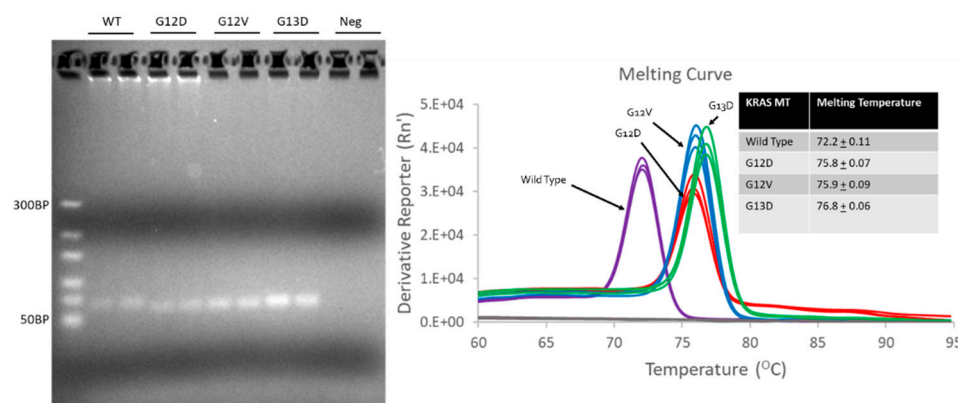 WT G12D G12V G13D Neg
300BP
50BP
Melting Curve
Derivative Reporter (Rn')
5.E+04
4.E+04
3.E+04
2.E+04
1.E+04
0.E+00
60 65 70 75 80 85 90 95
Temperature (OC)
Wild Type
G12D
G12V
G13D
KRAS MT Melting Temperature
Wild Type 72.2 ± 0.11
G12D 75.8 ± 0.07
G12V 75.9 ± 0.09
G13D 76.8 ± 0.06